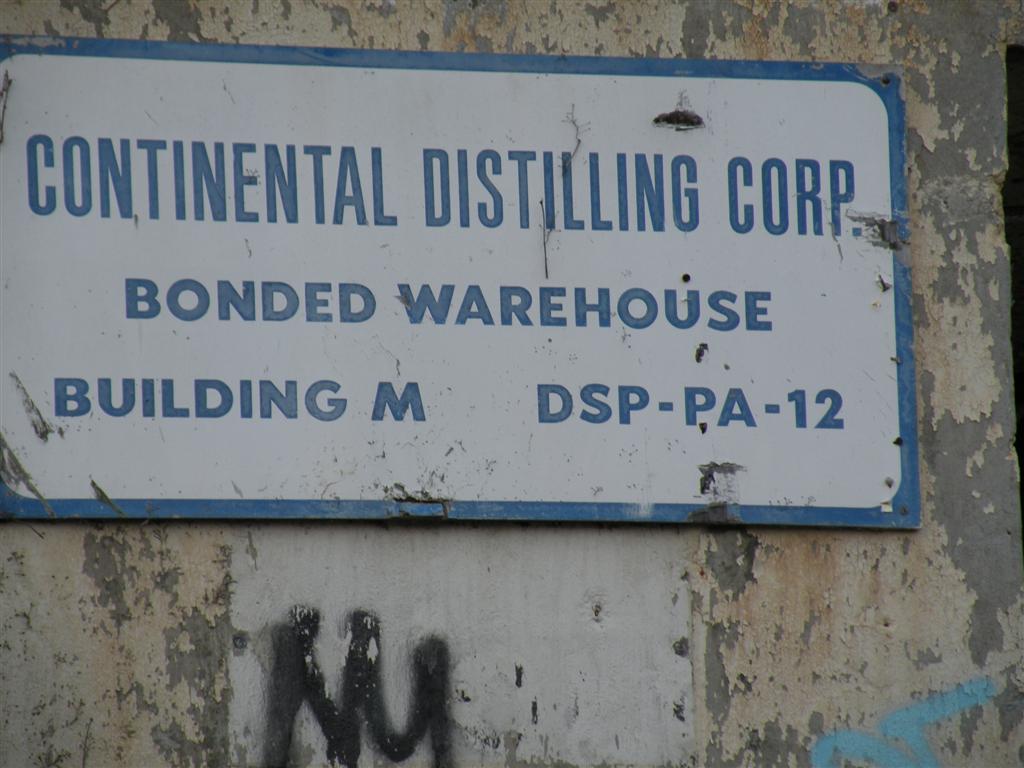 CONTINENTAL DISTILLING CORP.
BONDED WAREHOUSE
BUILDING M DSP-PA-12